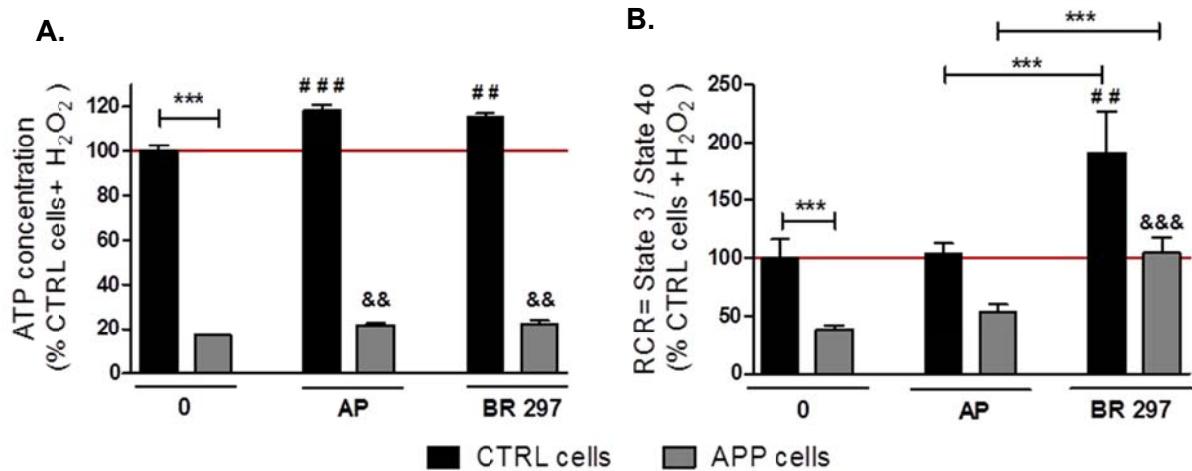 A.
ATP concentration
(% CTRL cells+ H2O2 )
120
100
80
60
40
20
0
***
# # #
# #
&&
&&
0
AP
BR 297
B.
RCR= State 3 / State 4o
(% CTRL cells + H2O2 )
250
200
150
100
50
0
***
***
***
# #
&&&
0
AP
BR 297
CTRL cells
APP cells